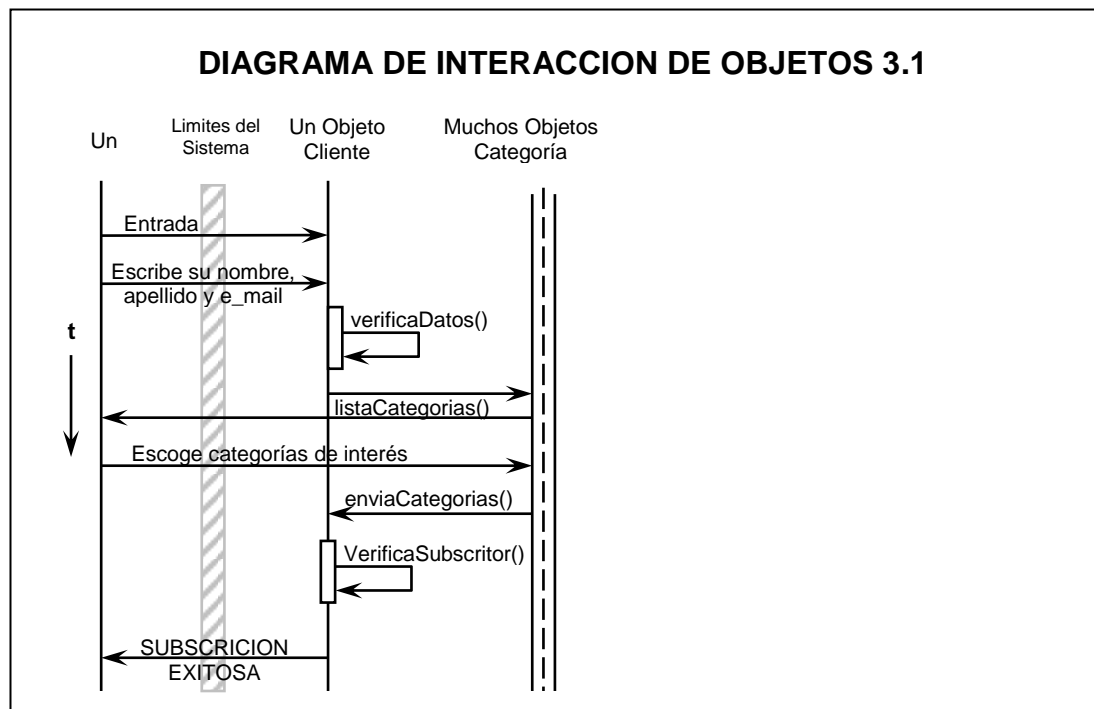 DIAGRAMA DE INTERACCION DE OBJETOS 3.1
Un
Limites del
Sistema
Un Objeto
Cliente
Muchos Objetos
Categoría
Entrada
Escribe su nombre,
apellido y e_mail
verificaDatos()
t
listaCategorias()
Escoge categorías de interés
enviaCategorias()
VerificaSubscritor()
SUBSCRICION
EXITOSA